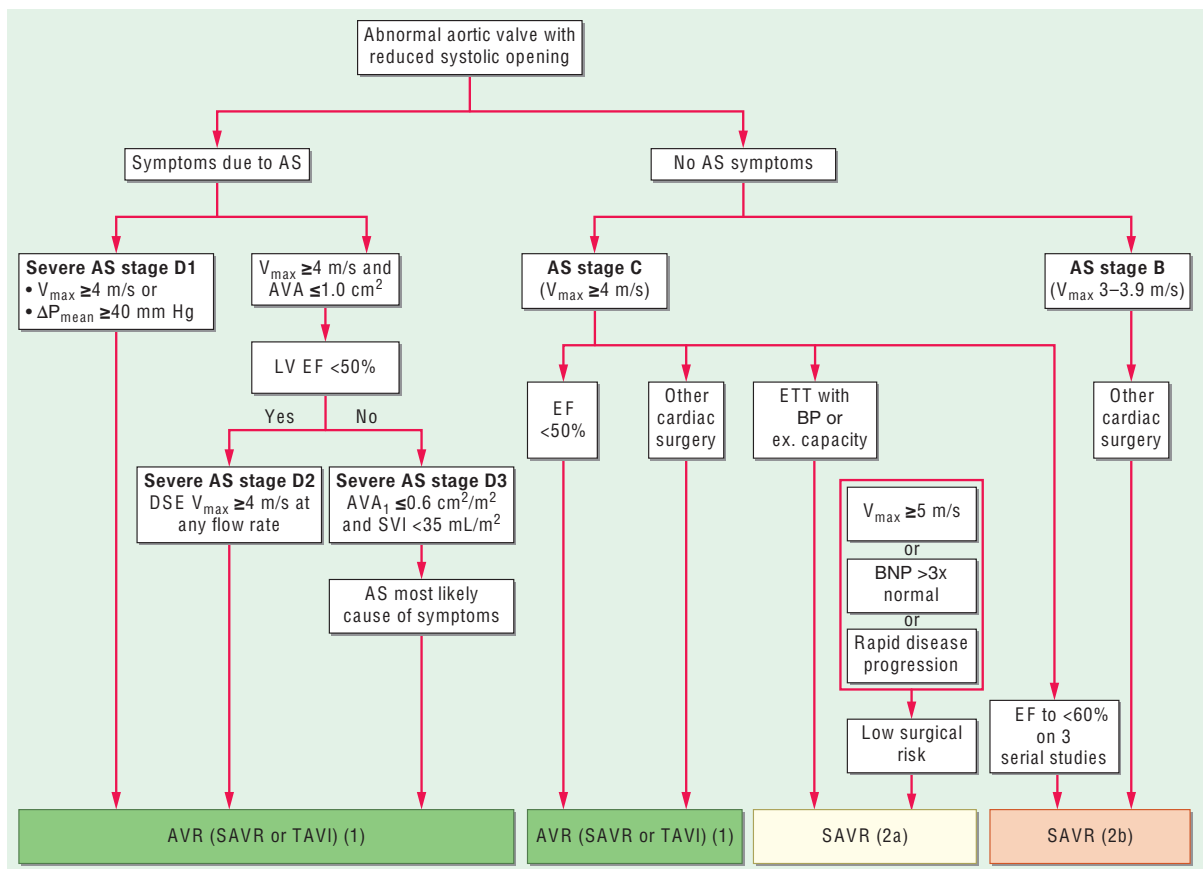 Abnormal aortic valve with
reduced systolic opening
Symptoms due to AS
No AS symptoms
Severe AS stage D1
• Vmax ≥4 m/s or
• ΔPmean ≥40 mm Hg
Vmax ≥4 m/s and
AVA ≤1.0 cm²
AS stage C
(Vmax ≥4 m/s)
AS stage B
(Vmax 3–3.9 m/s)
LV EF <50%
Yes
No
EF
<50%
Other
cardiac
surgery
ETT with
BP or
ex. capacity
Other
cardiac
surgery
Severe AS stage D2
DSE Vmax ≥4 m/s at
any flow rate
Severe AS stage D3
AVA₁ ≤0.6 cm²/m²
and SVI <35 mL/m²
AS most likely
cause of symptoms
Vmax ≥5 m/s
or
BNP >3x
normal
or
Rapid disease
progression
Low surgical
risk
EF to <60%
on 3
serial studies
AVR (SAVR or TAVI) (1)
AVR (SAVR or TAVI) (1)
SAVR (2a)
SAVR (2b)